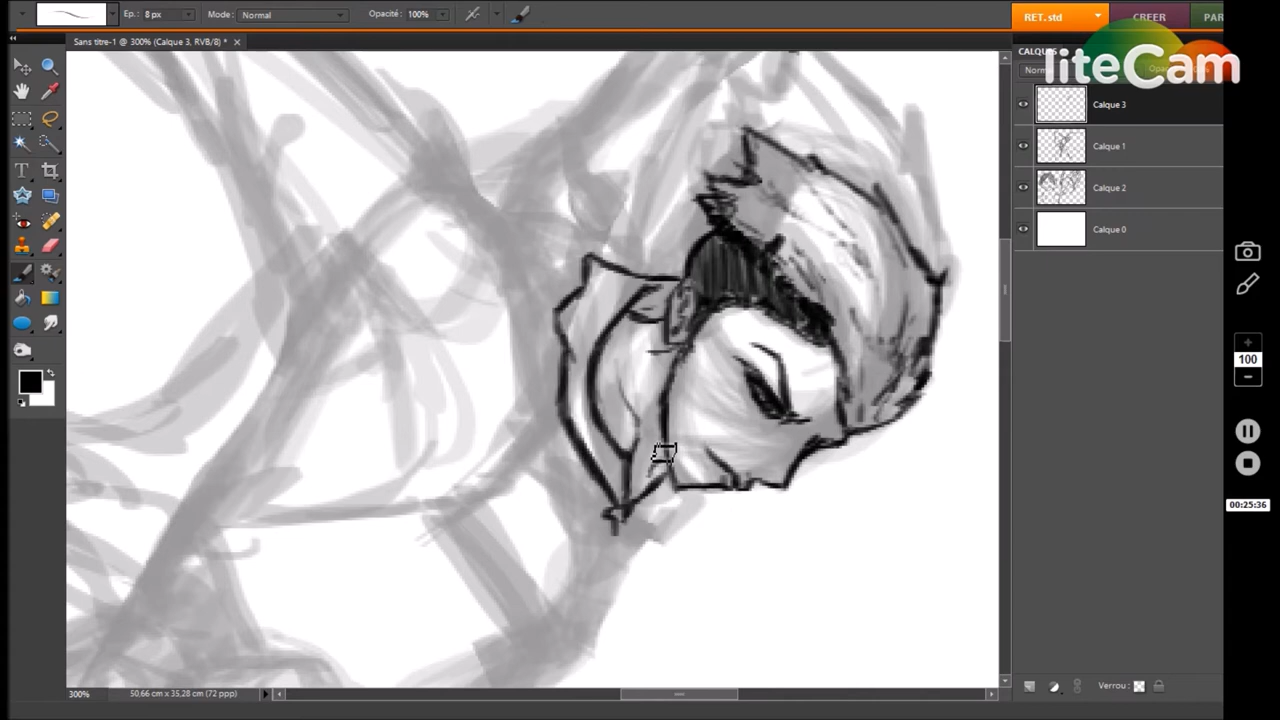 Ep.: 8 px Mode: Normal Opacité: 100% RET. std CREER PAR
Sans titre-1 @ 300% (Calque 3, RVB/8) * ×
CALQUES
liteCam
Calque 3
Calque 1
Calque 2
Calque 0
100
00:25:36
300% 50,66 cm x 35,28 cm (72 ppp) Verrou :